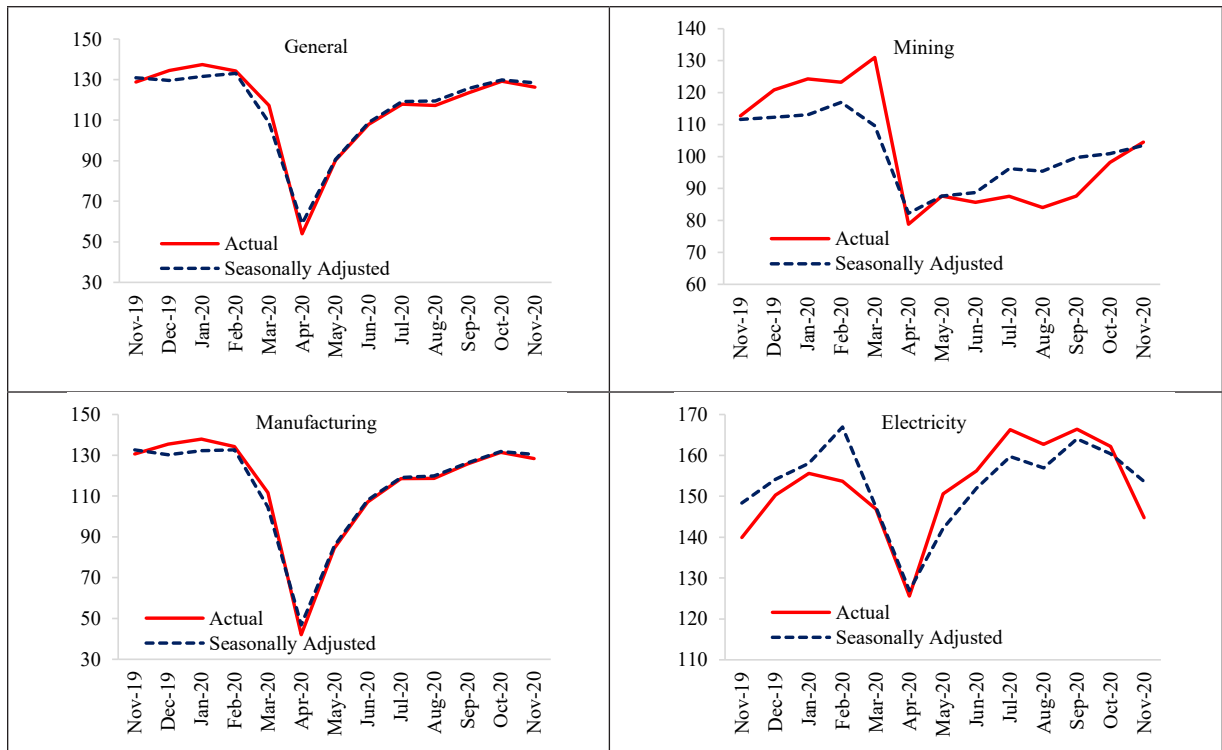 General
150
130
110
90
70
50
30
Actual
Seasonally Adjusted
Nov-19
Dec-19
Jan-20
Feb-20
Mar-20
Apr-20
May-20
Jun-20
Jul-20
Aug-20
Sep-20
Oct-20
Nov-20
Mining
140
130
120
110
100
90
80
70
60
Actual
Seasonally Adjusted
Nov-19
Dec-19
Jan-20
Feb-20
Mar-20
Apr-20
May-20
Jun-20
Jul-20
Aug-20
Sep-20
Oct-20
Nov-20
Manufacturing
150
130
110
90
70
50
30
Actual
Seasonally Adjusted
Nov-19
Dec-19
Jan-20
Feb-20
Mar-20
Apr-20
May-20
Jun-20
Jul-20
Aug-20
Sep-20
Oct-20
Nov-20
Electricity
170
160
150
140
130
120
110
Actual
Seasonally Adjusted
Nov-19
Dec-19
Jan-20
Feb-20
Mar-20
Apr-20
May-20
Jun-20
Jul-20
Aug-20
Sep-20
Oct-20
Nov-20